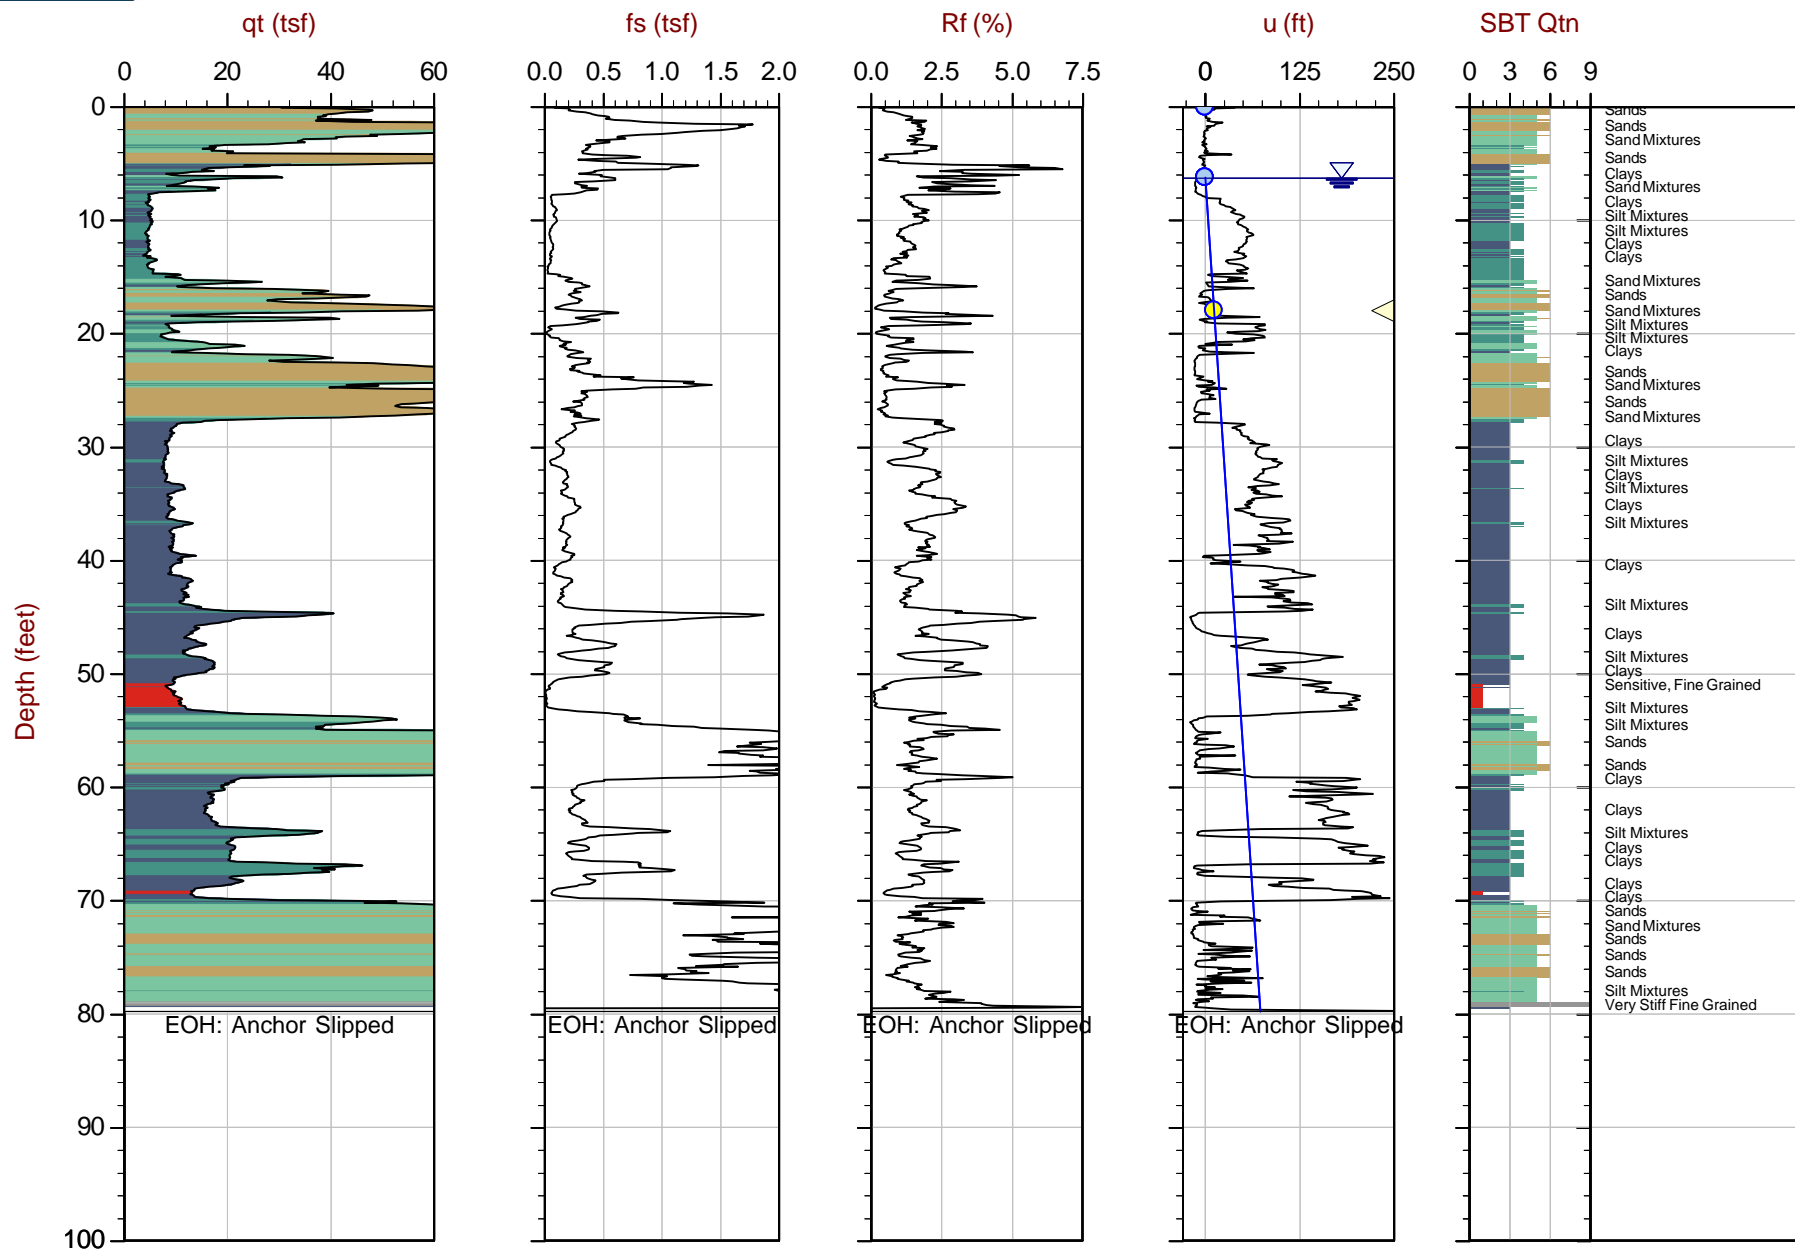 qt (tsf) fs (tsf) Rf (%) u (ft) SBT Qtn
0 20 40 60 0.0 0.5 1.0 1.5 2.0 0.0 2.5 5.0 7.5 0 125 250 0 3 6 9
0
10
20
30
40
50
60
70
80
90
100
Depth (feet)
EOH: Anchor Slipped EOH: Anchor Slipped EOH: Anchor Slipped EOH: Anchor Slipped
Sands
Sands
Sand Mixtures
Sands
Clays
Sand Mixtures
Clays
Silt Mixtures
Silt Mixtures
Clays
Clays
Sand Mixtures
Sands
Sand Mixtures
Silt Mixtures
Silt Mixtures
Clays
Sands
Sand Mixtures
Sands
Sand Mixtures
Clays
Silt Mixtures
Clays
Silt Mixtures
Clays
Silt Mixtures
Clays
Silt Mixtures
Clays
Silt Mixtures
Clays
Sensitive, Fine Grained
Silt Mixtures
Silt Mixtures
Sands
Sands
Clays
Clays
Silt Mixtures
Clays
Clays
Clays
Clays
Sands
Sand Mixtures
Sands
Sands
Sands
Silt Mixtures
Very Stiff Fine Grained